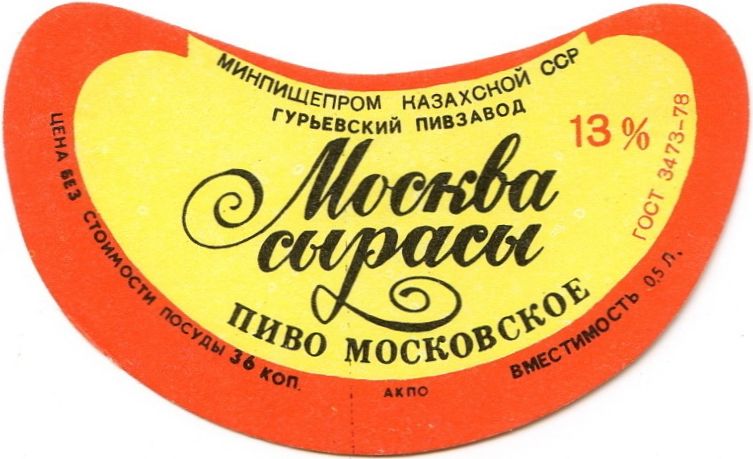 МИНПИЩЕПРОМ КАЗАХСКОЙ ССР
ГУРЬЕВСКИЙ ПИВЗАВОД
13 %
ГОСТ 3473-78
Москва
сырасы
ПИВО МОСКОВСКОЕ
ЦЕНА БЕЗ СТОИМОСТИ ПОСУДЫ 36 КОП.
АКПО
ВМЕСТИМОСТЬ 0,5 Л.